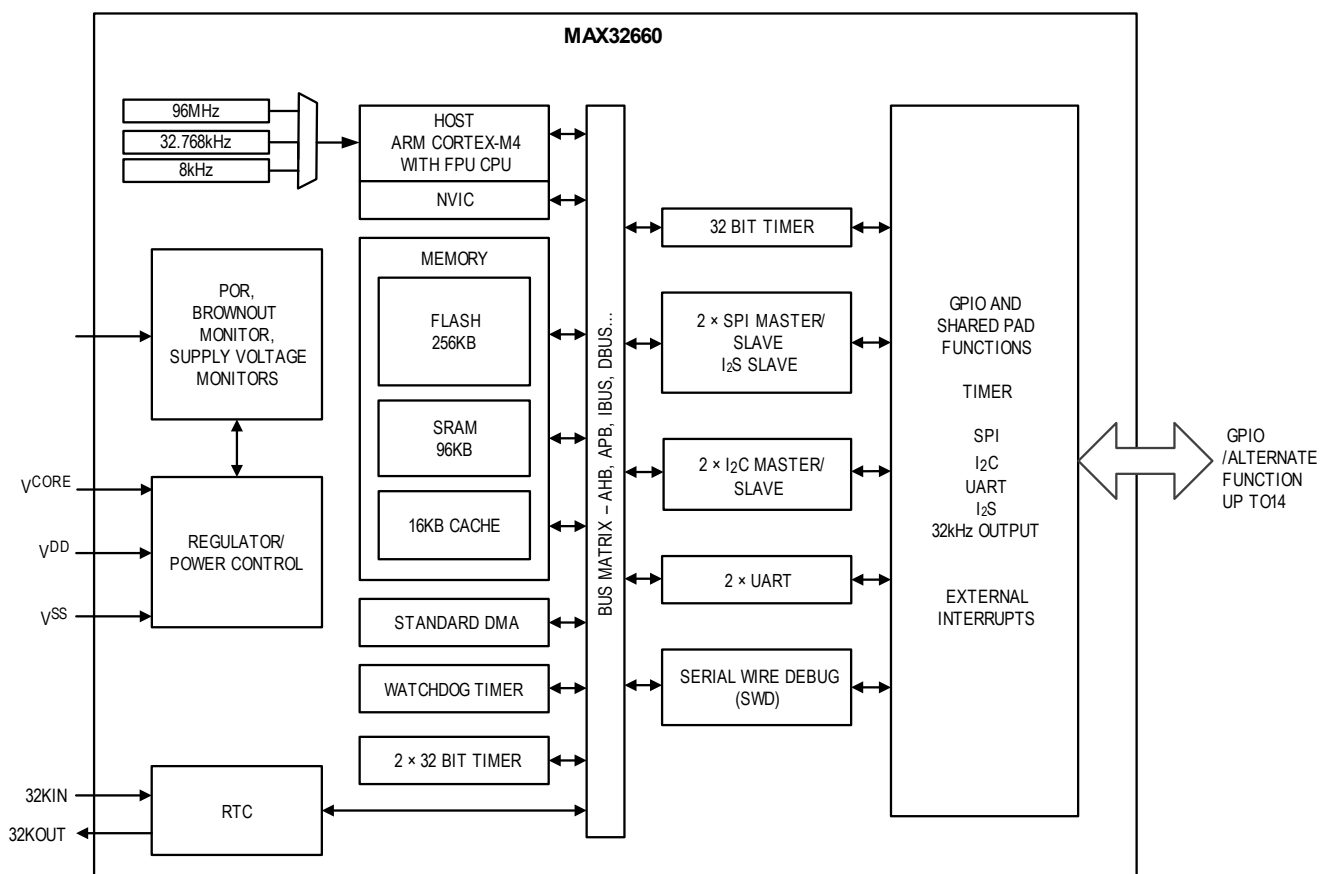 MAX32660
96MHz
32.768kHz
8kHz
HOST
ARM CORTEX-M4
WITH FPU CPU
NVIC
MEMORY
FLASH
256KB
SRAM
96KB
16KB CACHE
STANDARD DMA
WATCHDOG TIMER
2 × 32 BIT TIMER
POR,
BROWNOUT
MONITOR,
SUPPLY VOLTAGE
MONITORS
VCORE
VDD
VSS
REGULATOR/
POWER CONTROL
32KIN
32KOUT
RTC
BUS MATRIX – AHB, APB, IBUS, DBUS...
32 BIT TIMER
2 × SPI MASTER/
SLAVE
I2S SLAVE
2 × I2C MASTER/
SLAVE
2 × UART
SERIAL WIRE DEBUG
(SWD)
GPIO AND
SHARED PAD
FUNCTIONS
TIMER
SPI
I2C
UART
I2S
32kHz OUTPUT
EXTERNAL
INTERRUPTS
GPIO
/ALTERNATE
FUNCTION
UP TO14